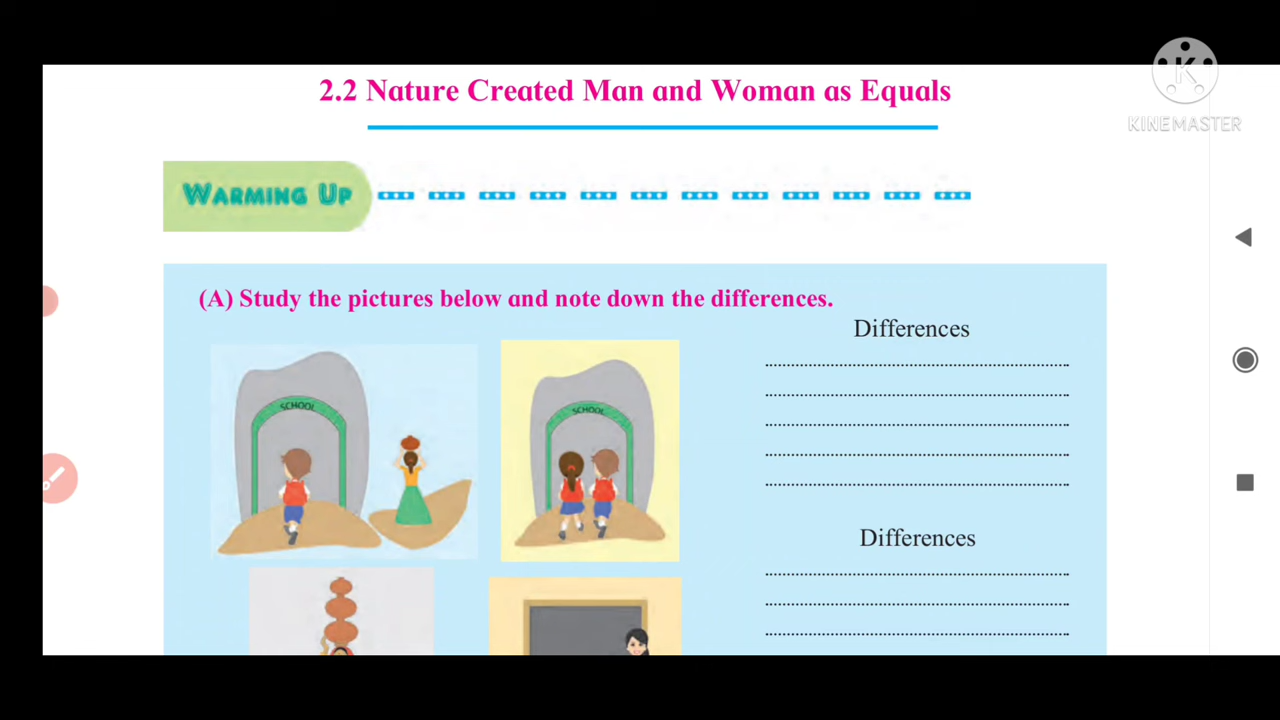 2.2 Nature Created Man and Woman as Equals
KINEMASTER
WARMING UP
(A) Study the pictures below and note down the differences.
Differences
SCHOOL
SCHOOL
Differences